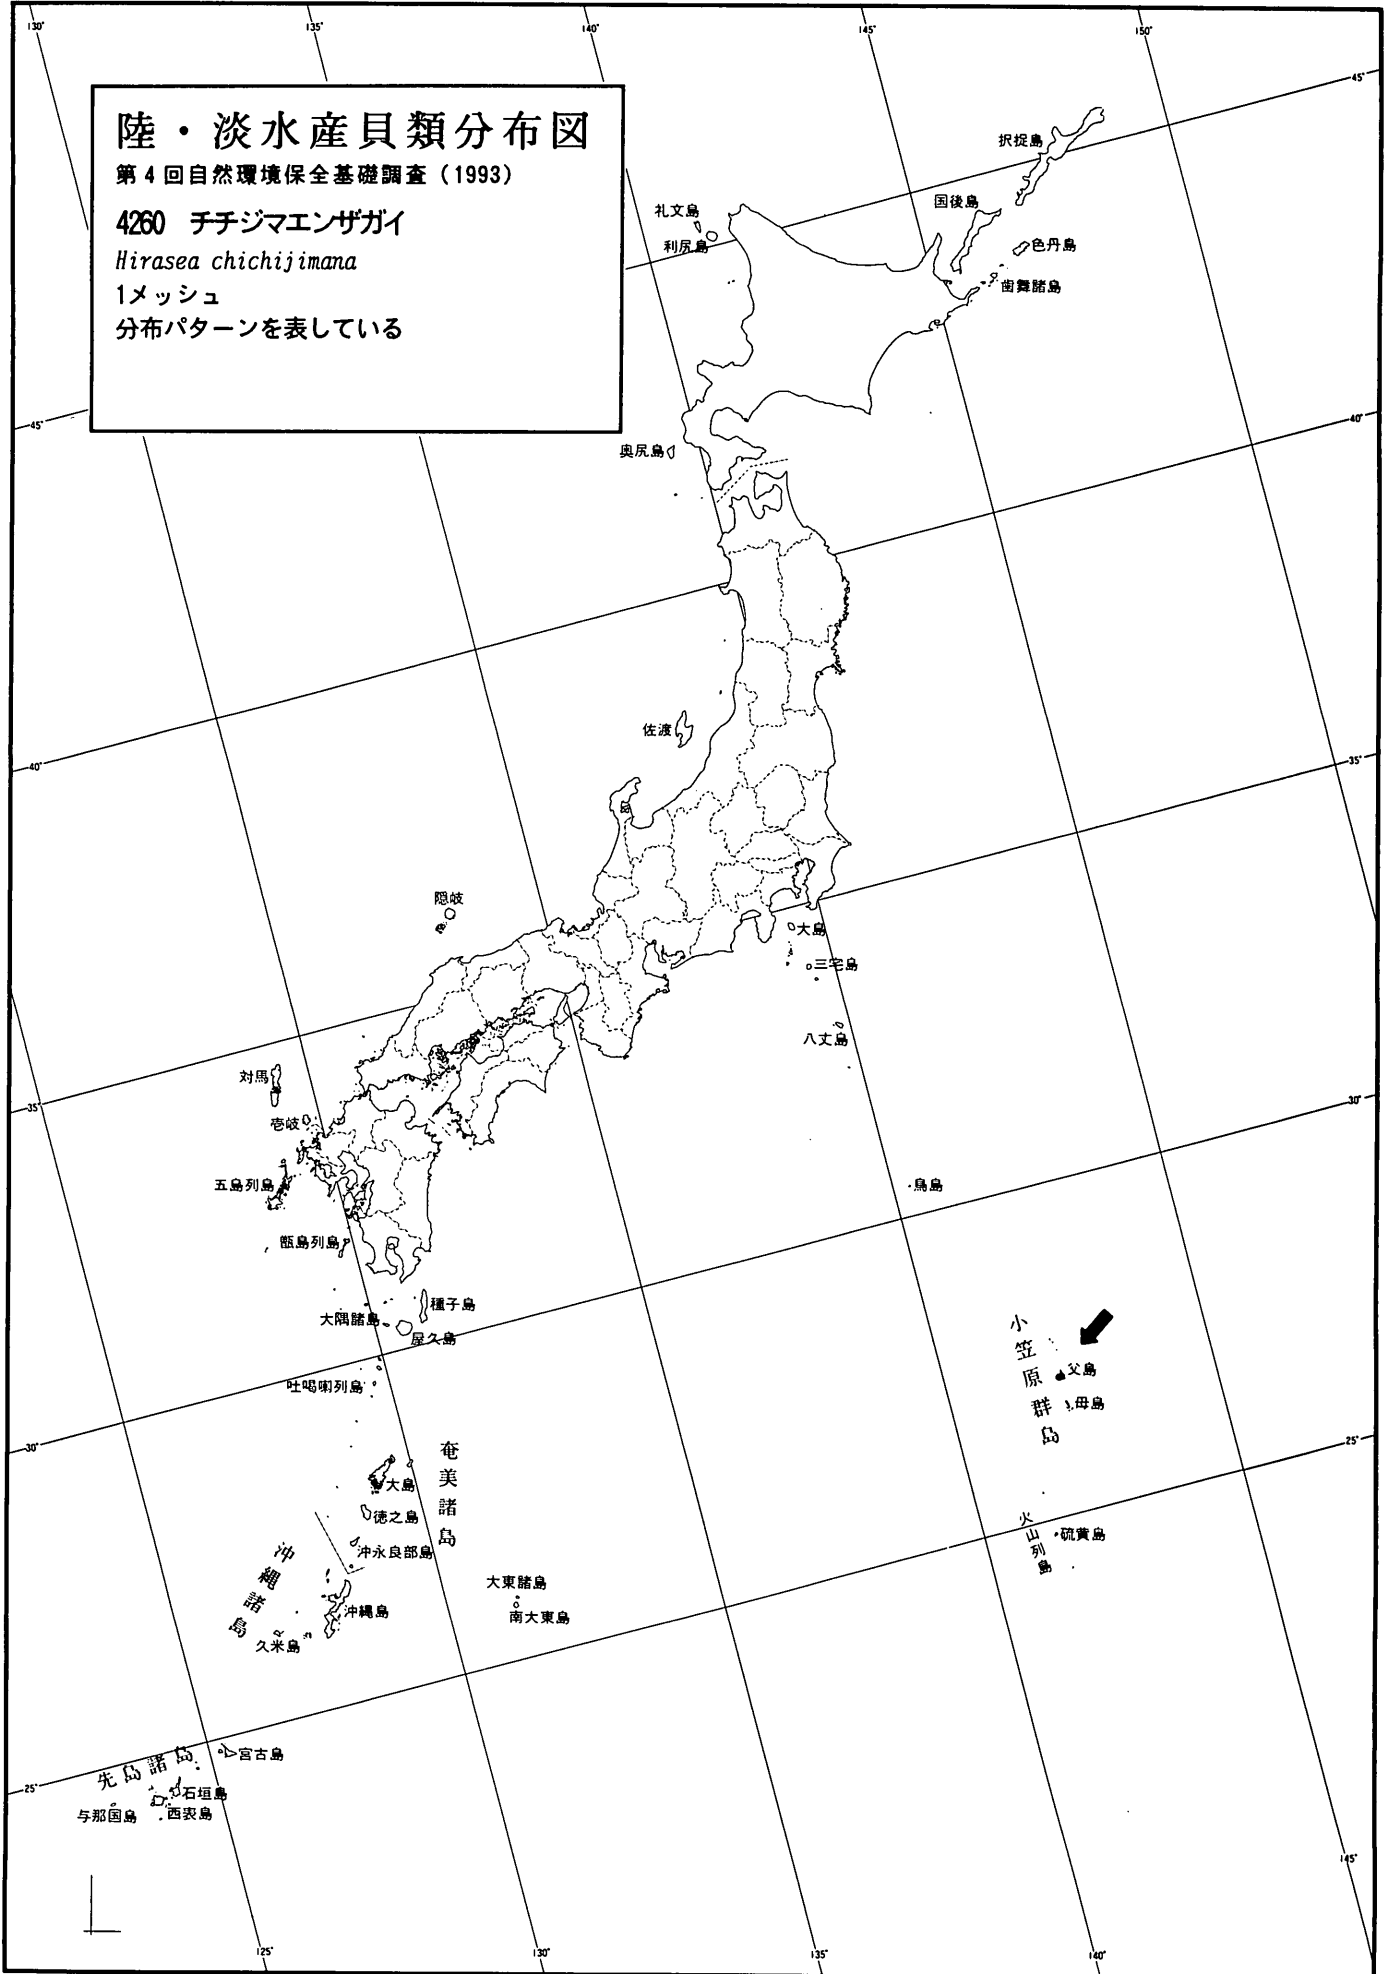 130°
135°
140°
145°
150°
陸・淡水産貝類分布図
第4回自然環境保全基礎調査（1993）
4260 チチジマエンザガイ
Hirasea chichijimana
1メッシュ
分布パターンを表している
45°
択捉島
国後島
礼文島
利尻島
色丹島
歯舞諸島
45°
40°
奥尻島
佐渡
40°
35°
隠岐
大島
三宅島
八丈島
対馬
35°
壱岐
30°
五島列島
鳥島
甑島列島
種子島
大隅諸島
屋久島
小笠原群島
父島
母島
吐噶喇列島
30°
25°
奄美諸島
大島
徳之島
沖永良部島
火山列島
硫黄島
沖縄諸島
沖縄島
久米島
大東諸島
南大東島
先島諸島
宮古島
25°
石垣島
西表島
与那国島
145°
125°
130°
135°
140°